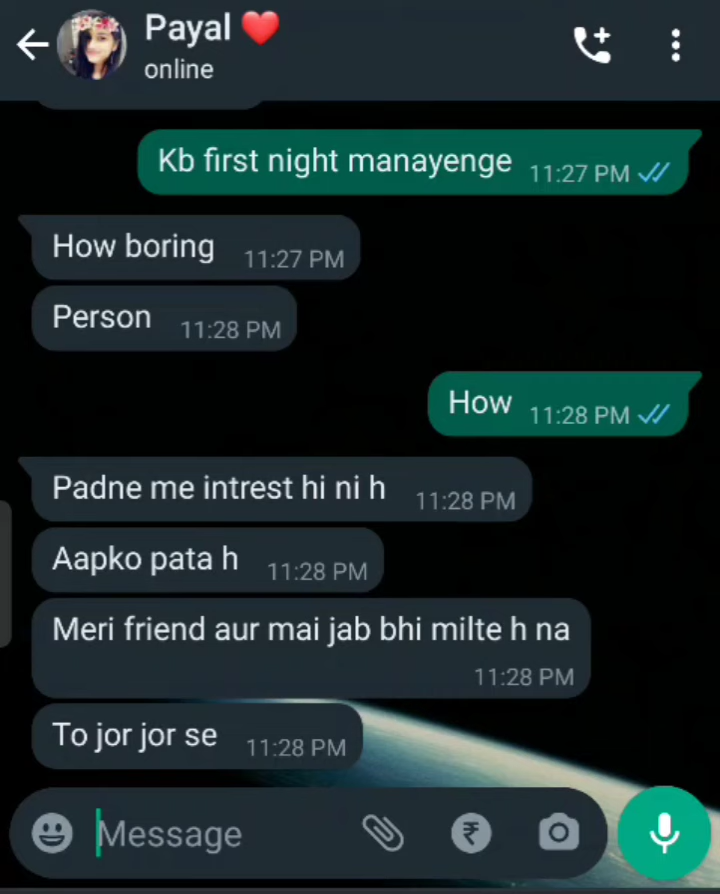 Payal ❤️
online
Kb first night manayenge 11:27 PM
How boring 11:27 PM
Person 11:28 PM
How 11:28 PM
Padne me intrest hi ni h 11:28 PM
Aapko pata h 11:28 PM
Meri friend aur mai jab bhi milte h na
11:28 PM
To jor jor se 11:28 PM
Message